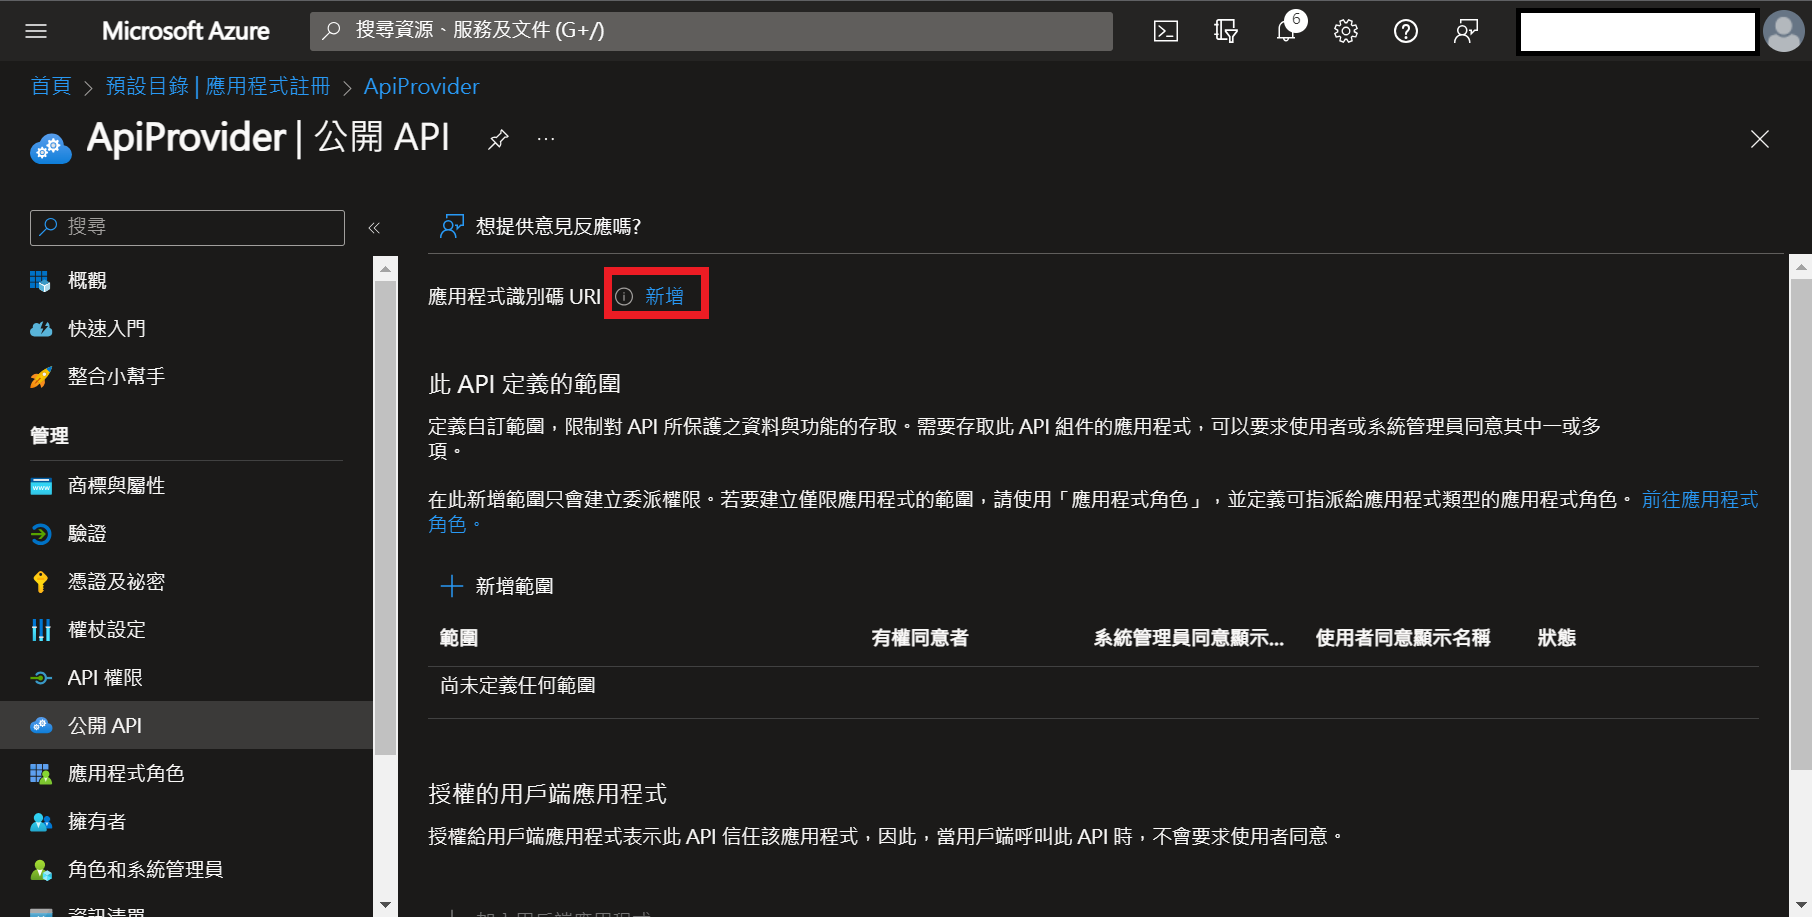 Microsoft Azure
搜尋資源、服務及文件 (G+/)
6
首頁 > 預設目錄 | 應用程式註冊 > ApiProvider
ApiProvider | 公開 API
搜尋
«
概觀
快速入門
整合小幫手
管理
商標與屬性
驗證
憑證及祕密
權杖設定
API 權限
公開 API
應用程式角色
擁有者
角色和系統管理員
資訊清單
想提供意見反應嗎?
應用程式識別碼 URI 新增
此 API 定義的範圍
定義自訂範圍，限制對 API 所保護之資料與功能的存取。需要存取此 API 組件的應用程式，可以要求使用者或系統管理員同意其中一或多
項。
在此新增範圍只會建立委派權限。若要建立僅限應用程式的範圍，請使用「應用程式角色」，並定義可指派給應用程式類型的應用程式角色。 前往應用程式
角色。
新增範圍
範圍 有權同意者 系統管理員同意顯示... 使用者同意顯示名稱 狀態
尚未定義任何範圍
授權的用戶端應用程式
授權給用戶端應用程式表示此 API 信任該應用程式，因此，當用戶端呼叫此 API 時，不會要求使用者同意。